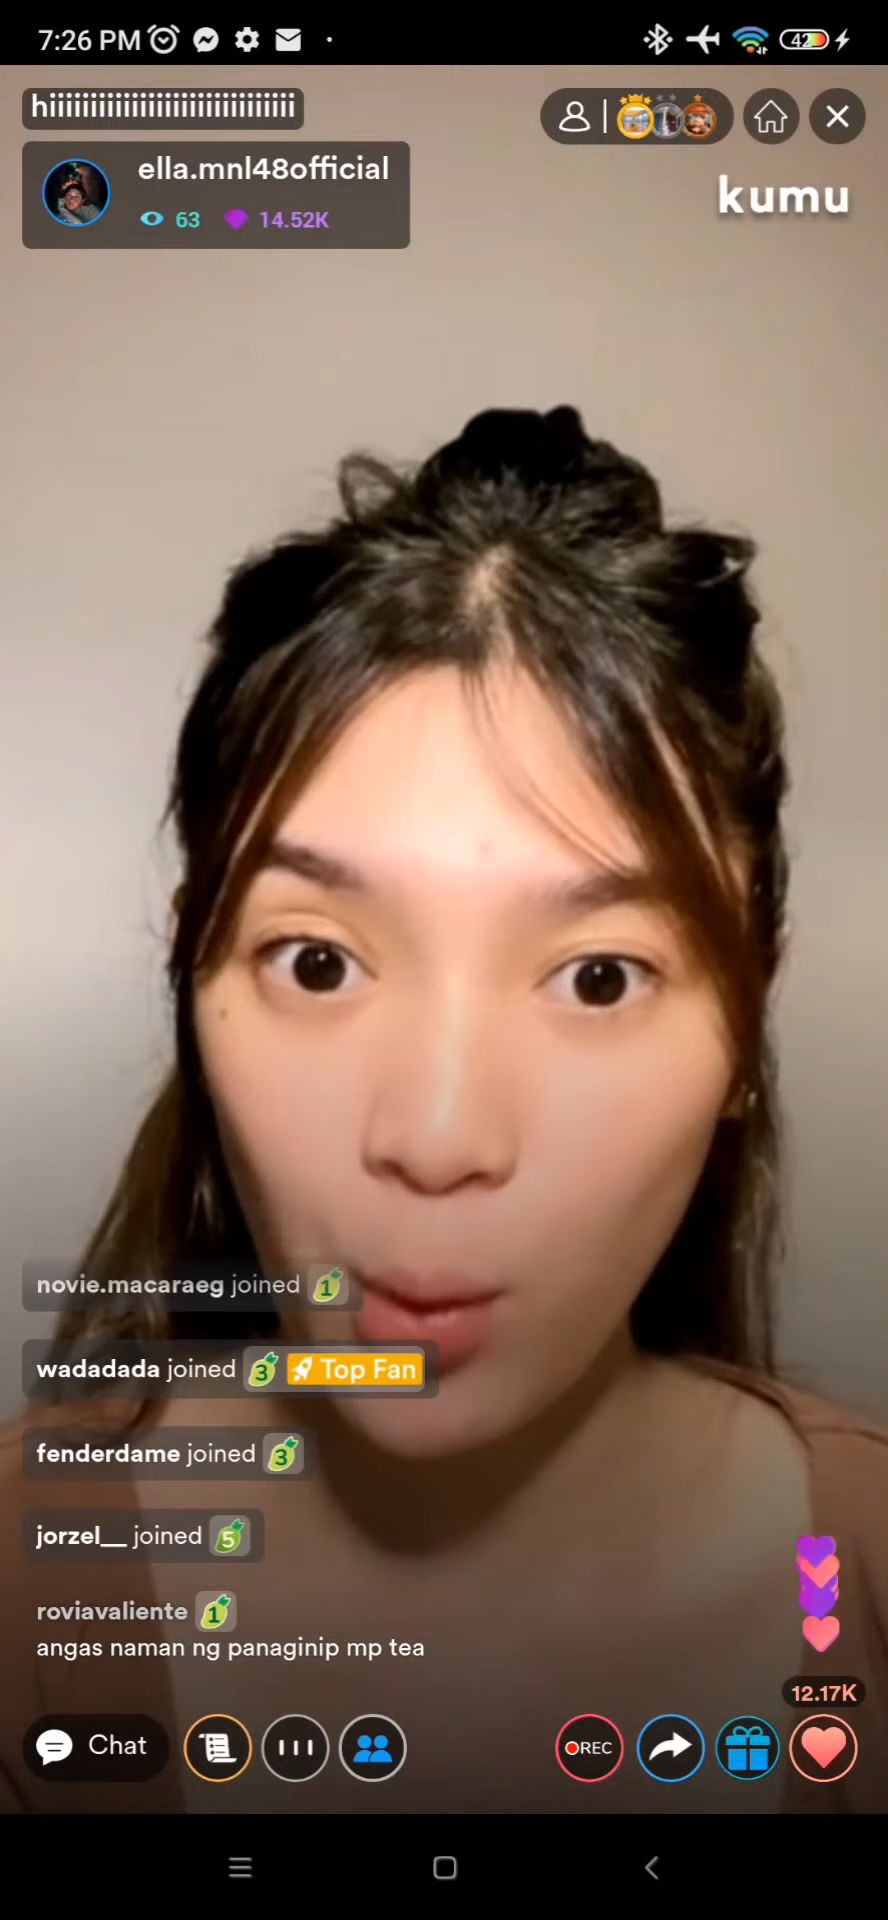 7:26 PM
42
hiiiiiiiiiiiiiiiiiiiiiiiiiiiiii
ella.mnl48official
63 14.52K
kumu
novie.macaraeg joined 1
wadadada joined 3 Top Fan
fenderdame joined 3
jorzel__ joined 5
roviavaliente 1
angas naman ng panaginip mp tea
12.17K
Chat
REC